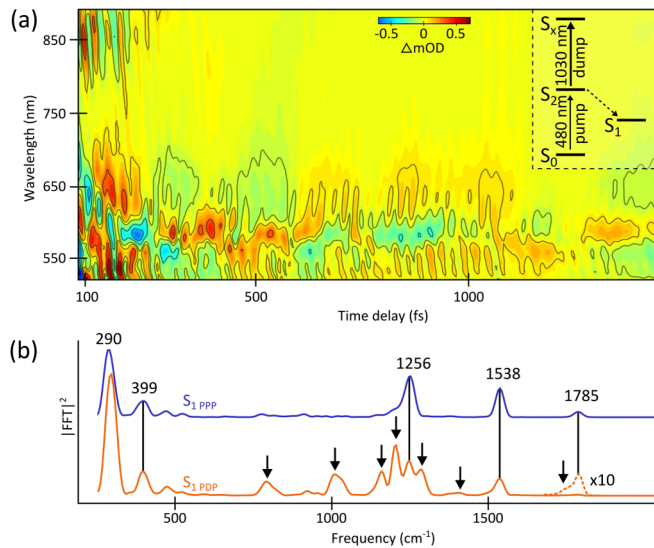 (a)
890
750
650
550
Wavelength (nm)
100
500
1000
Time delay (fs)
-0.5 0 0.5
△mOD
Sₓ
1030 nm
dump
S₂
480 nm
pump
S₁
S₀
(b)
|FFT|²
290
399
1256
1538
1785
S₁ PPP
S₁ PDP
x10
500
1000
1500
Frequency (cm⁻¹)